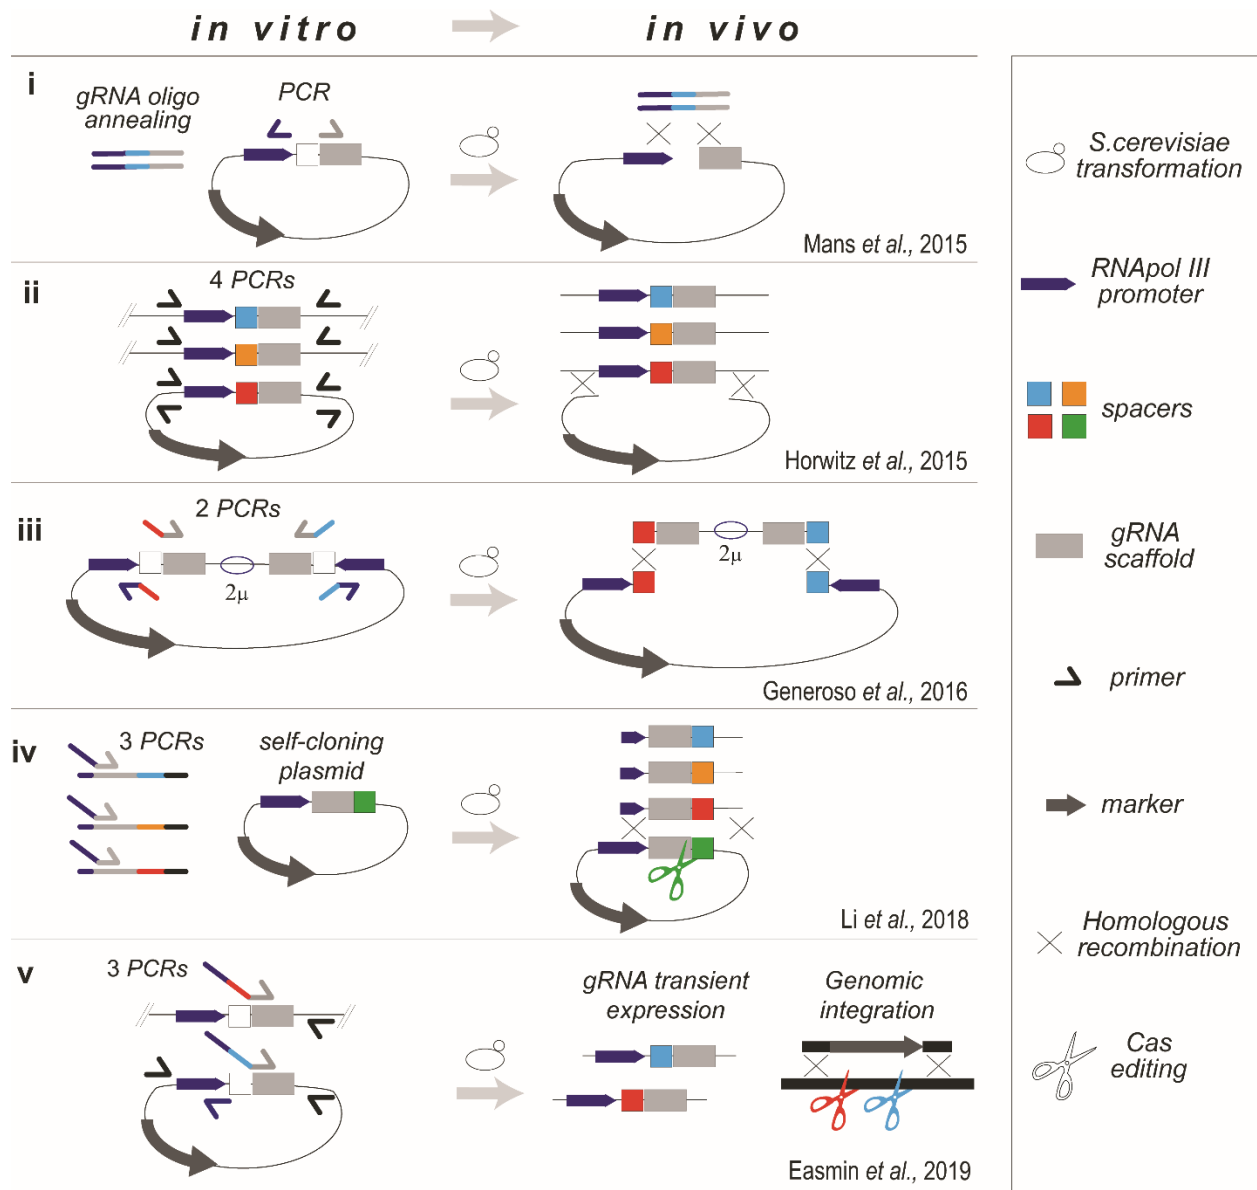 in vitro
in vivo
i
gRNA oligo
annealing
PCR
Mans et al., 2015
ii
4 PCRs
Horwitz et al., 2015
iii
2 PCRs
2μ
2μ
Generoso et al., 2016
iv
3 PCRs
self-cloning
plasmid
Li et al., 2018
v
3 PCRs
gRNA transient
expression
Genomic
integration
Easmin et al., 2019
S.cerevisiae
transformation
RNApol III
promoter
spacers
gRNA
scaffold
primer
marker
Homologous
recombination
Cas
editing